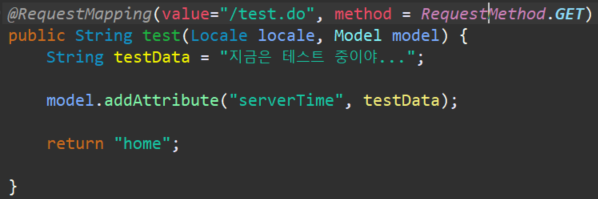 @RequestMapping(value="/test.do", method = RequestMethod.GET)
public String test(Locale locale, Model model) {
    String testData = "지금은 테스트 중이야...";
    model.addAttribute("serverTime", testData);
    return "home";
}